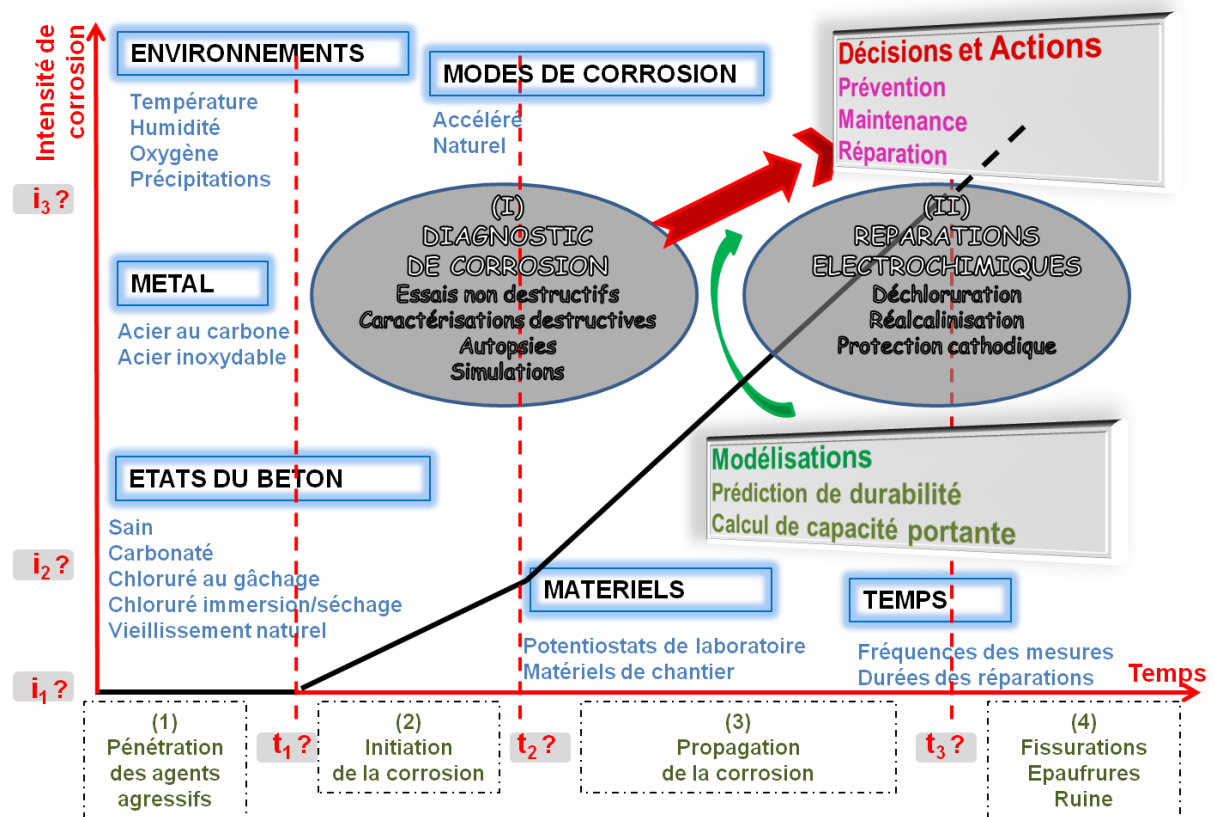 Intensité de
corrosion
ENVIRONNEMENTS
Température
Humidité
Oxygène
Précipitations
MODES DE CORROSION
Accéléré
Naturel
Décisions et Actions
Prévention
Maintenance
Réparation
i3 ?
(I)
DIAGNOSTIC
DE CORROSION
Essais non destructifs
Caractérisations destructives
Autopsies
Simulations
(II)
REPARATIONS
ELECTROCHIMIQUES
Déchloruration
Réalcalinisation
Protection cathodique
METAL
Acier au carbone
Acier inoxydable
ETATS DU BETON
Sain
Carbonaté
Chloruré au gâchage
Chloruré immersion/séchage
Vieillissement naturel
Modélisations
Prédiction de durabilité
Calcul de capacité portante
i2 ?
MATERIELS
Potentiostats de laboratoire
Matériels de chantier
TEMPS
Fréquences des mesures
Durées des réparations
i1 ?
Temps
(1)
Pénétration
des agents
agressifs
t1 ?
(2)
Initiation
de la corrosion
t2 ?
(3)
Propagation
de la corrosion
t3 ?
(4)
Fissurations
Epaufrures
Ruine